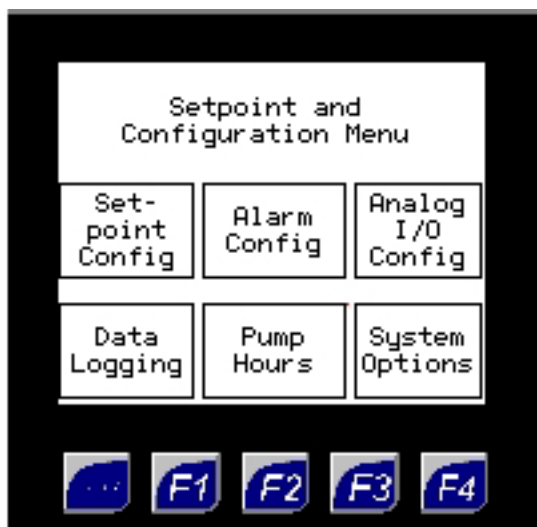 Setpoint and
Configuration Menu
Set-
point
Config
Alarm
Config
Analog
I/O
Config
Data
Logging
Pump
Hours
System
Options
...
F1
F2
F3
F4